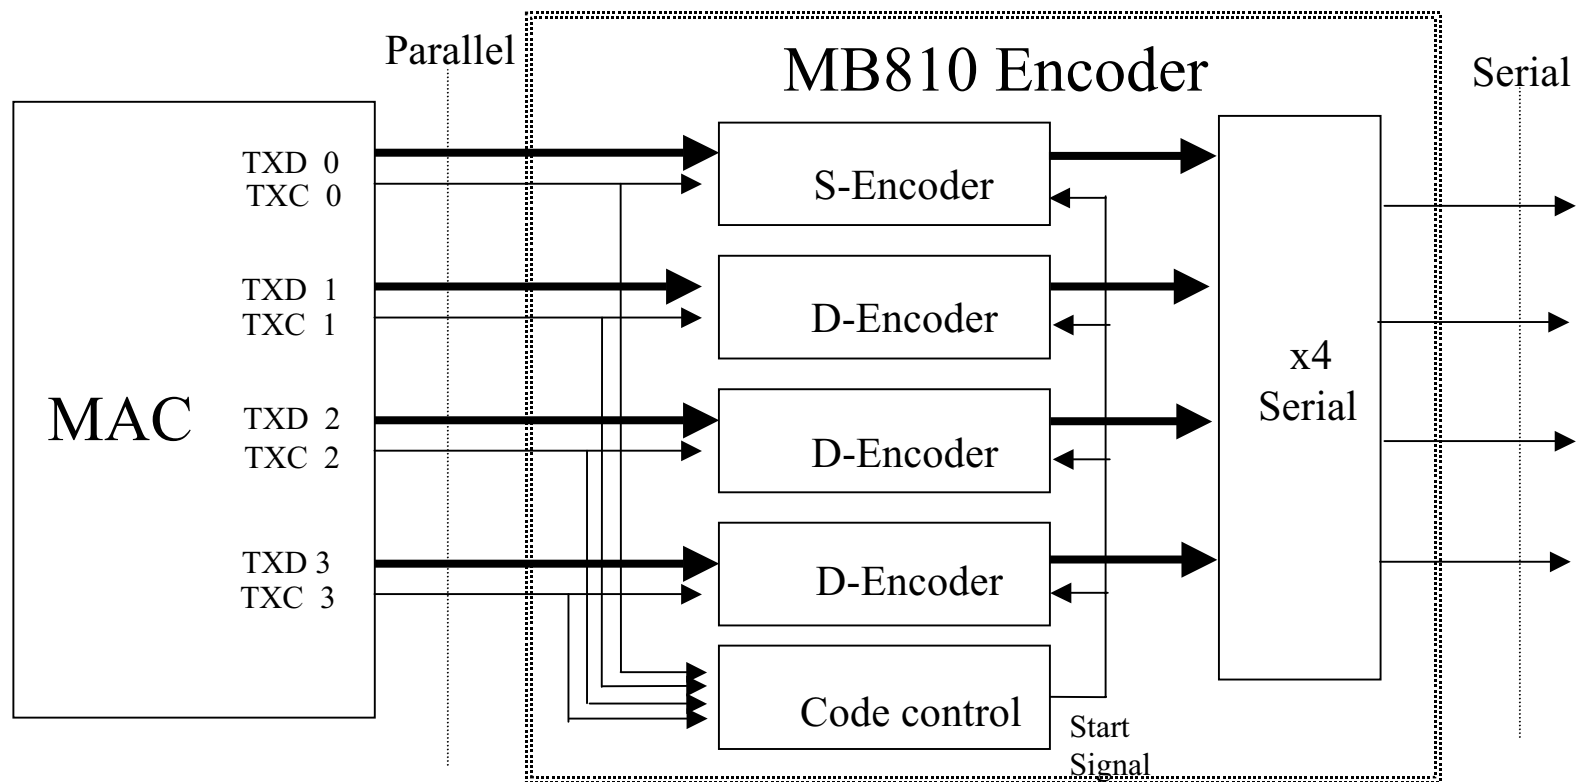 Parallel
MB810 Encoder
Serial
MAC
TXD 0
TXC 0
TXD 1
TXC 1
TXD 2
TXC 2
TXD 3
TXC 3
S-Encoder
D-Encoder
D-Encoder
D-Encoder
Code control
Start
Signal
x4
Serial